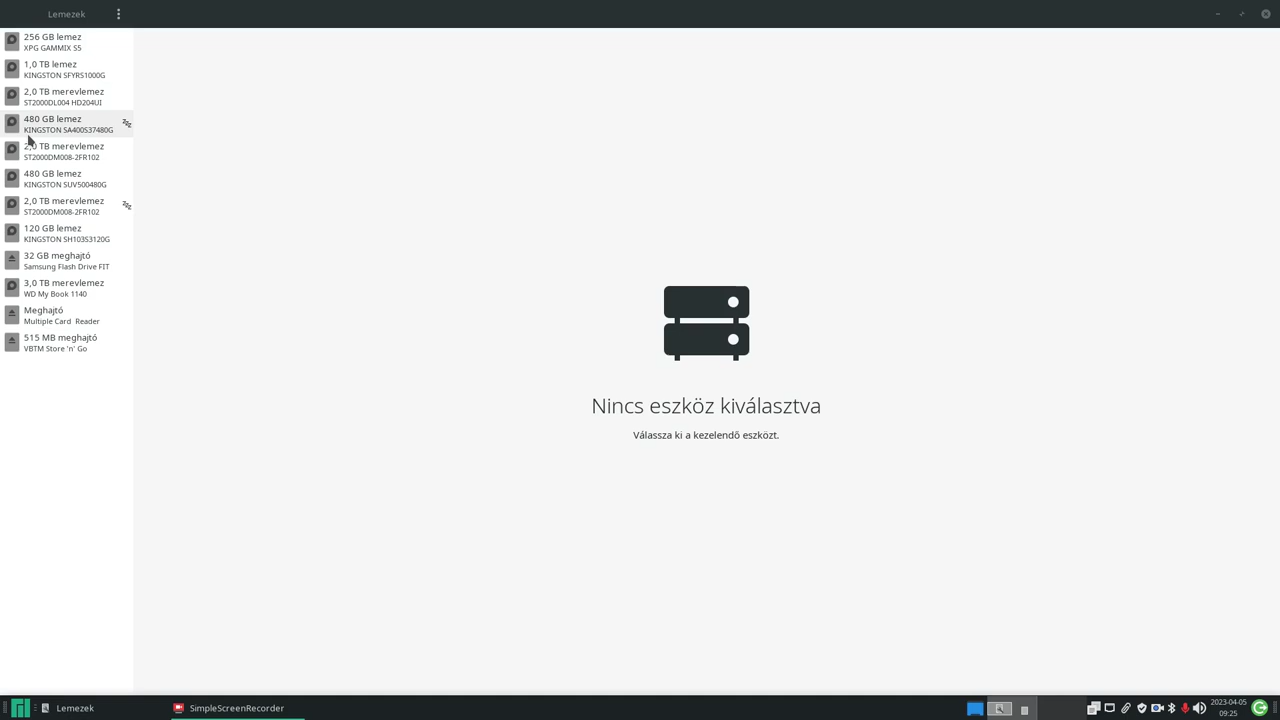 Lemezek
256 GB lemez
XPG GAMMIX S5
1,0 TB lemez
KINGSTON SFYRS1000G
2,0 TB merevlemez
ST2000DL004 HD204UI
480 GB lemez
KINGSTON SA400S37480G
2,0 TB merevlemez
ST2000DM008-2FR102
480 GB lemez
KINGSTON SUV500480G
2,0 TB merevlemez
ST2000DM008-2FR102
120 GB lemez
KINGSTON SH103S3120G
32 GB meghajtó
Samsung Flash Drive FIT
3,0 TB merevlemez
WD My Book 1140
Meghajtó
Multiple Card  Reader
515 MB meghajtó
VBTM Store 'n' Go
Nincs eszköz kiválasztva
Válassza ki a kezelendő eszközt.
Lemezek
SimpleScreenRecorder
2023-04-05
09:25